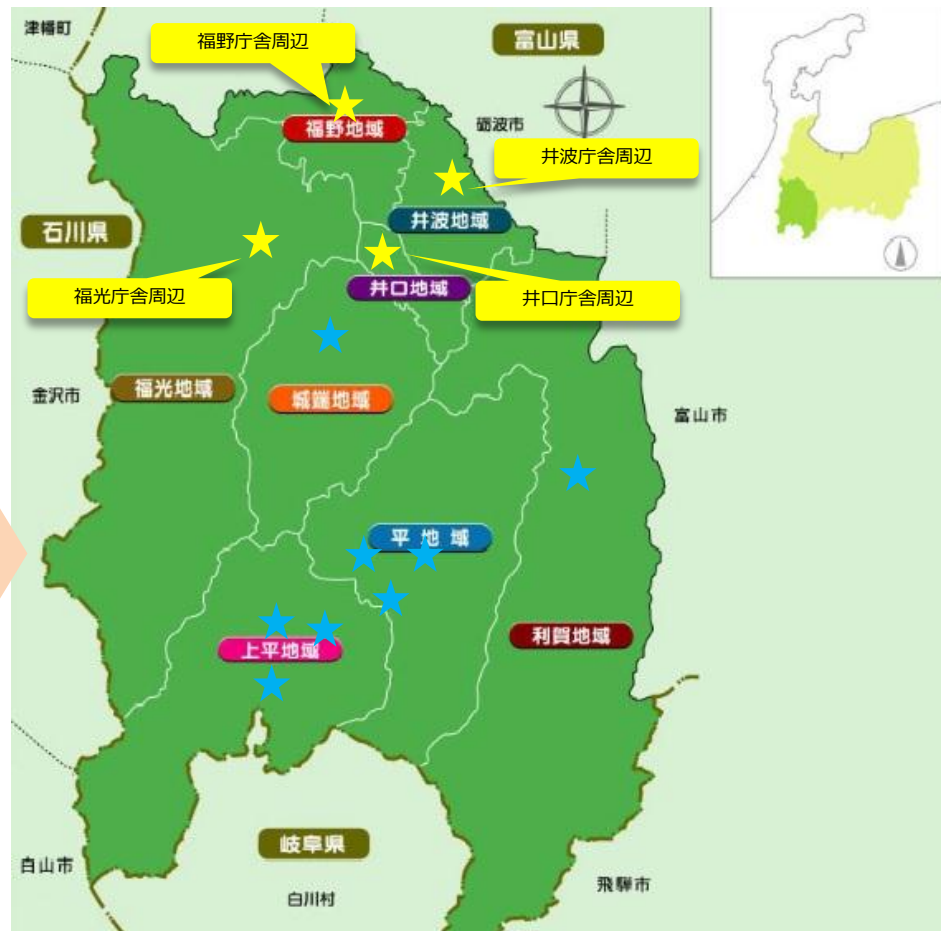 津幡町
福野庁舎周辺
富山県
福野地域
砺波市
井波庁舎周辺
井波地域
石川県
福光庁舎周辺
井口地域
井口庁舎周辺
金沢市
福光地域
城端地域
富山市
平地域
利賀地域
上平地域
岐阜県
白山市
白川村
飛騨市